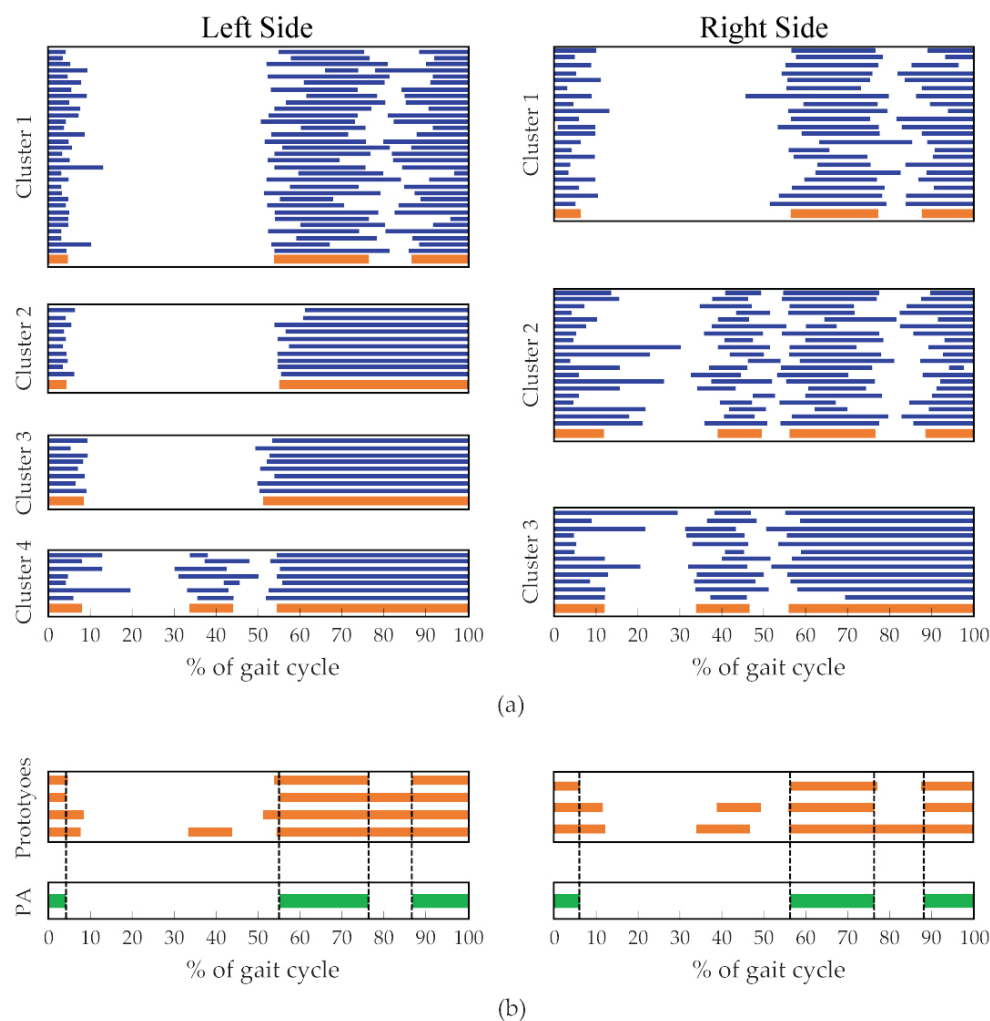 Left Side
Right Side
Cluster 1
Cluster 2
Cluster 3
Cluster 4
0 10 20 30 40 50 60 70 80 90 100
% of gait cycle
Cluster 1
Cluster 2
Cluster 3
0 10 20 30 40 50 60 70 80 90 100
% of gait cycle
(a)
Prototyoes
PA
0 10 20 30 40 50 60 70 80 90 100
% of gait cycle
0 10 20 30 40 50 60 70 80 90 100
% of gait cycle
(b)